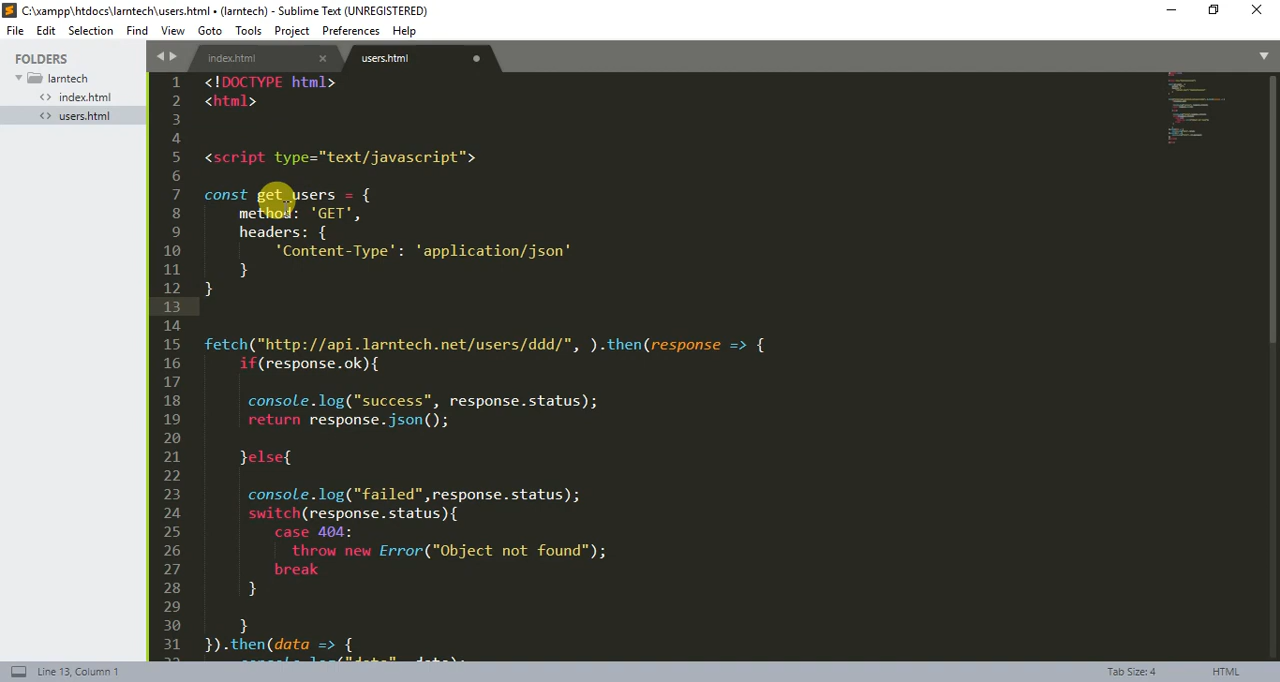 C:\xampp\htdocs\larntech\users.html • (larntech) - Sublime Text (UNREGISTERED)
File Edit Selection Find View Goto Tools Project Preferences Help
FOLDERS
larntech
<> index.html
<> users.html
index.html ×
users.html
1 <!DOCTYPE html>
2 <html>
3
4
5 <script type="text/javascript">
6
7 const get_users = {
8 method: 'GET',
9 headers: {
10 'Content-Type': 'application/json'
11 }
12 }
13
14
15 fetch("http://api.larntech.net/users/ddd/", ).then(response => {
16 if(response.ok){
17
18 console.log("success", response.status);
19 return response.json();
20
21 }else{
22
23 console.log("failed",response.status);
24 switch(response.status){
25 case 404:
26 throw new Error("Object not found");
27 break
28 }
29
30 }
31 }).then(data => {
32 console.log("data", data);
Line 13, Column 1
Tab Size: 4
HTML